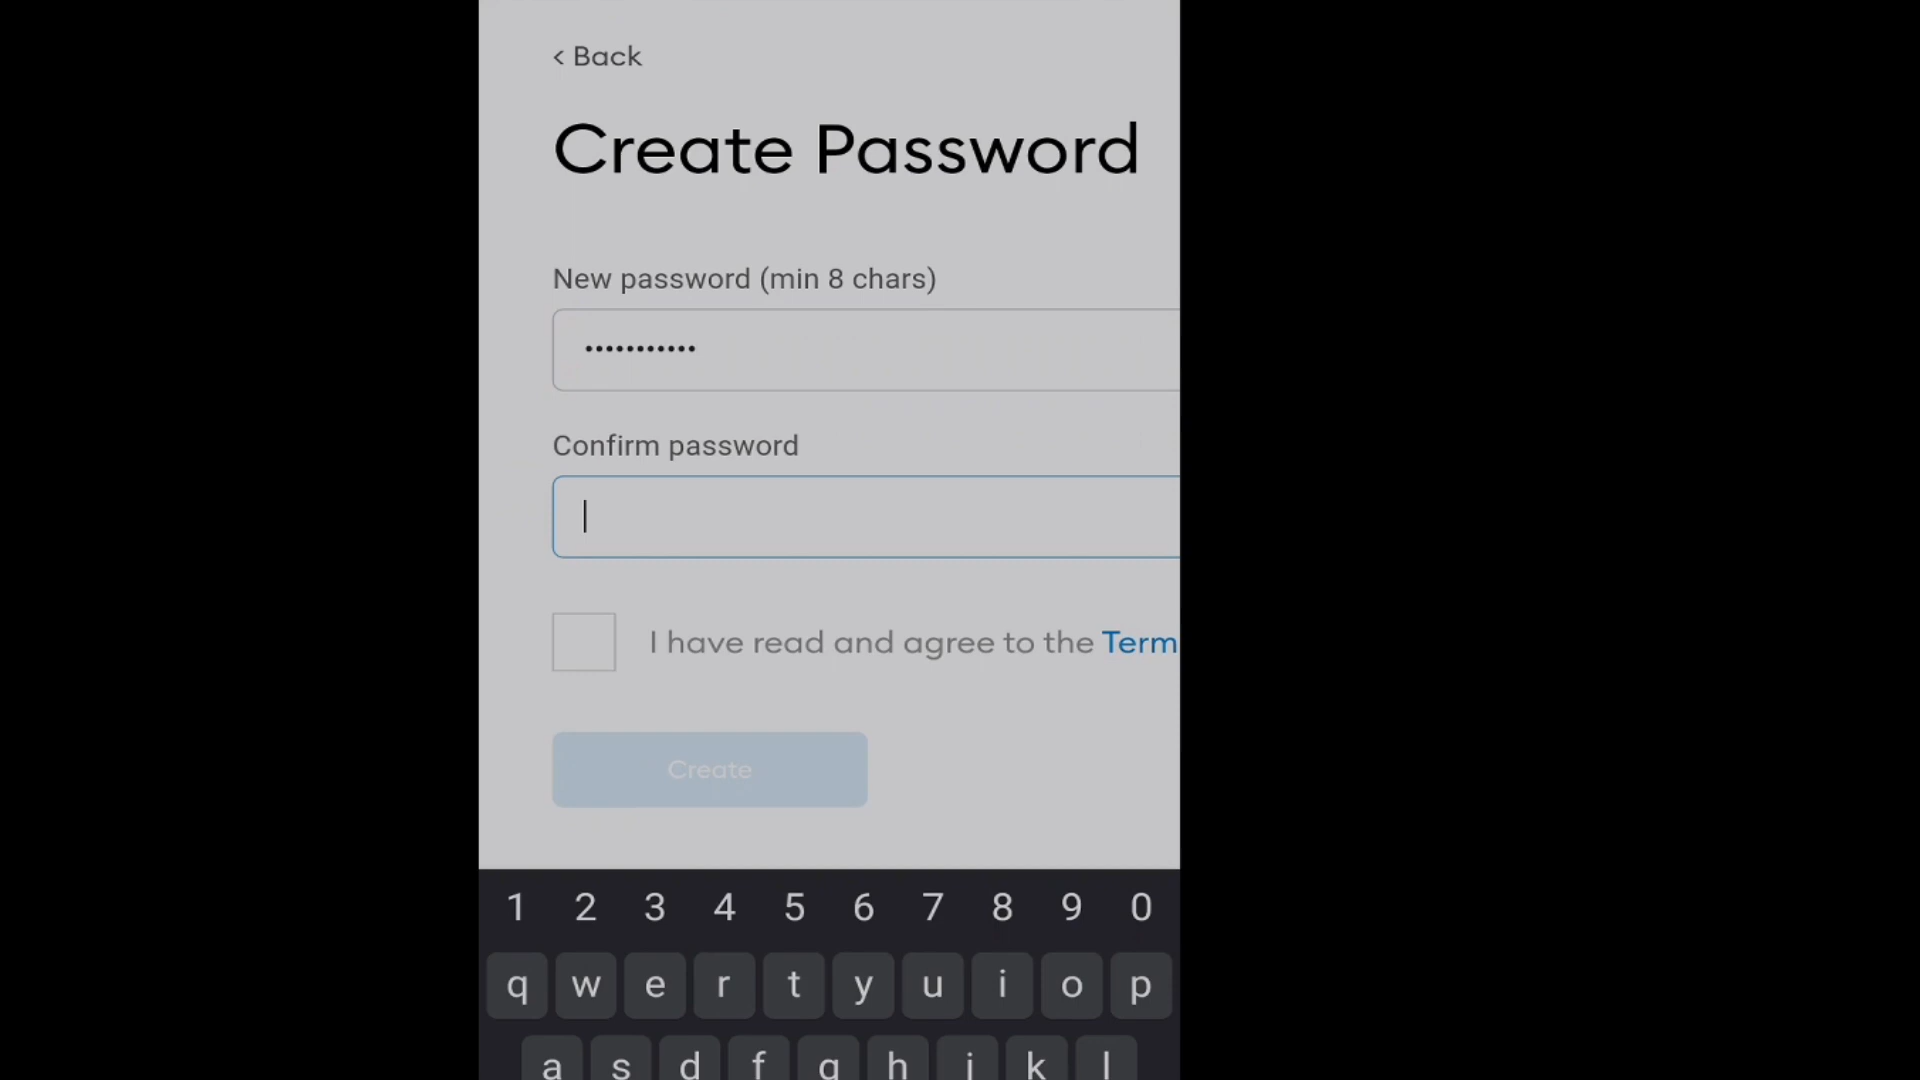 < Back
Create Password
New password (min 8 chars)
•••••••••••
Confirm password
I have read and agree to the Term
Create
1 2 3 4 5 6 7 8 9 0
q w e r t y u i o p
a s d f g h j k l